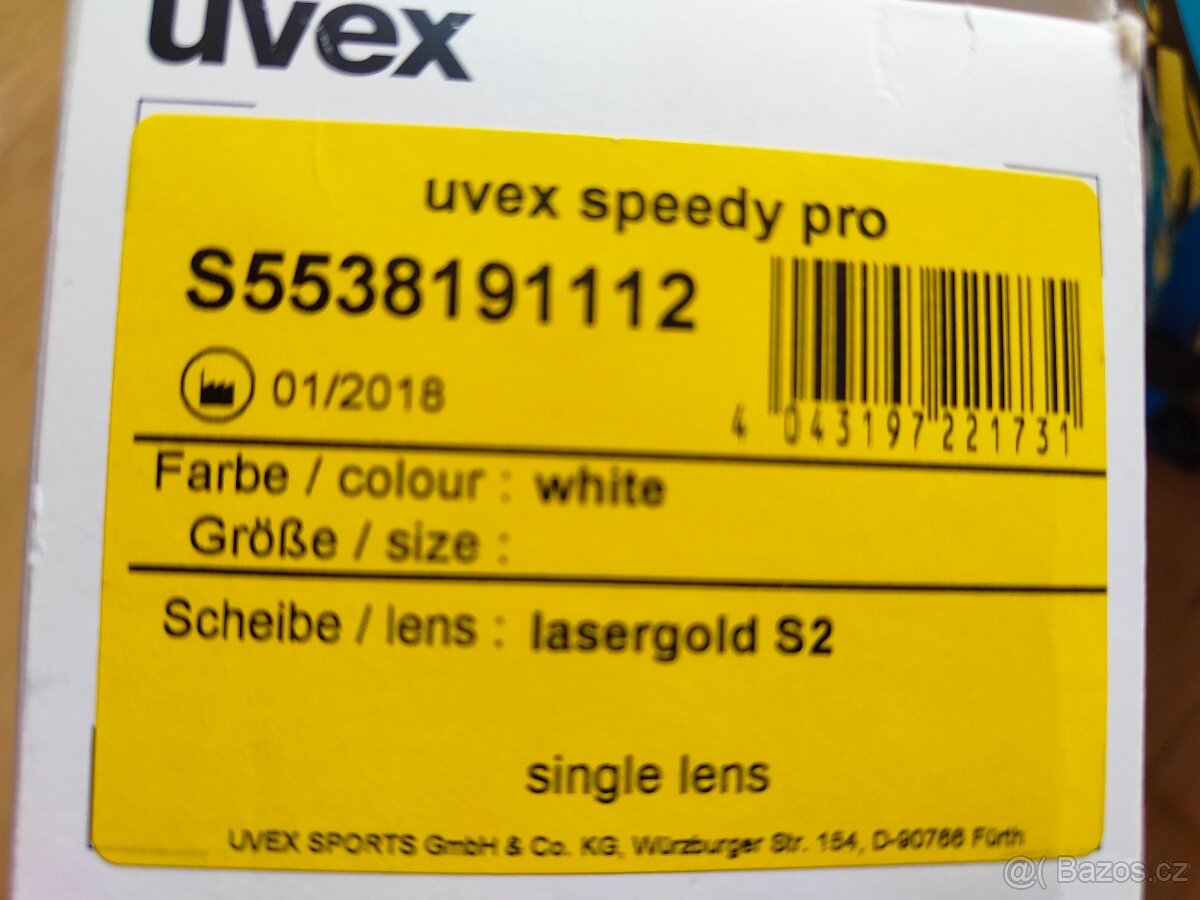 uvex
uvex speedy pro
S5538191112
01/2018
4 043197 221731
Farbe / colour : white
Größe / size :
Scheibe / lens : lasergold S2
single lens
UVEX SPORTS GmbH & Co. KG, Würzburger Str. 154, D-90766 Fürth
@( Bazos.cz